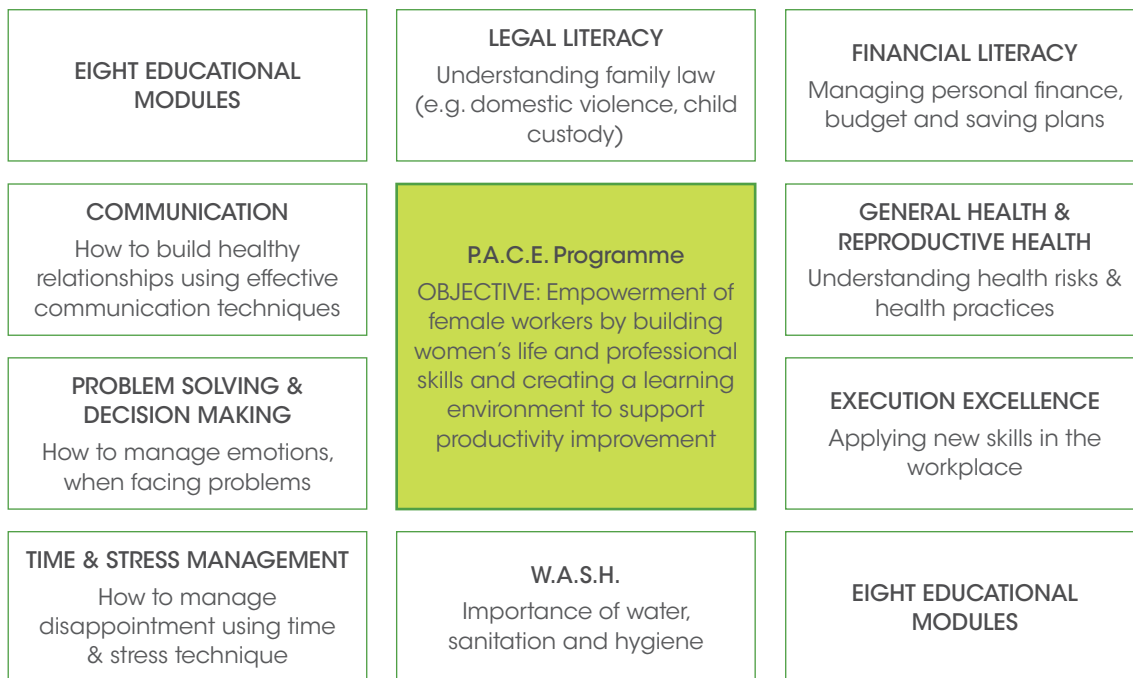 EIGHT EDUCATIONAL
MODULES
LEGAL LITERACY
Understanding family law
(e.g. domestic violence, child
custody)
FINANCIAL LITERACY
Managing personal finance,
budget and saving plans
COMMUNICATION
How to build healthy
relationships using effective
communication techniques
P.A.C.E. Programme
OBJECTIVE: Empowerment of
female workers by building
women's life and professional
skills and creating a learning
environment to support
productivity improvement
GENERAL HEALTH &
REPRODUCTIVE HEALTH
Understanding health risks &
health practices
PROBLEM SOLVING &
DECISION MAKING
How to manage emotions,
when facing problems
EXECUTION EXCELLENCE
Applying new skills in the
workplace
TIME & STRESS MANAGEMENT
How to manage
disappointment using time
& stress technique
W.A.S.H.
Importance of water,
sanitation and hygiene
EIGHT EDUCATIONAL
MODULES